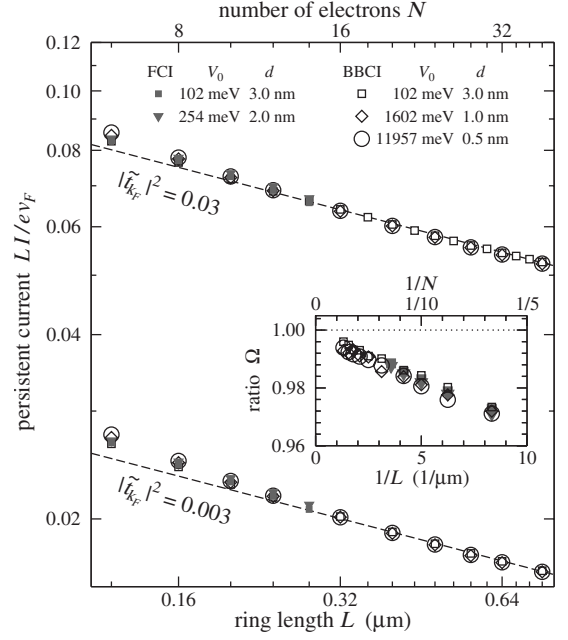 number of electrons N
8 16 32
0.12
0.10
0.08
0.06
0.04
0.02
persistent current LI/ev_F
FCI V₀ d
102 meV 3.0 nm
254 meV 2.0 nm
BBCI V₀ d
102 meV 3.0 nm
1602 meV 1.0 nm
11957 meV 0.5 nm
|t̃_{k_F}|² = 0.03
1/N
0 1/10 1/5
1.00
0.98
0.96
ratio Ω
0 5 10
1/L (1/μm)
|t̃_{k_F}|² = 0.003
0.16 0.32 0.64
ring length L (μm)